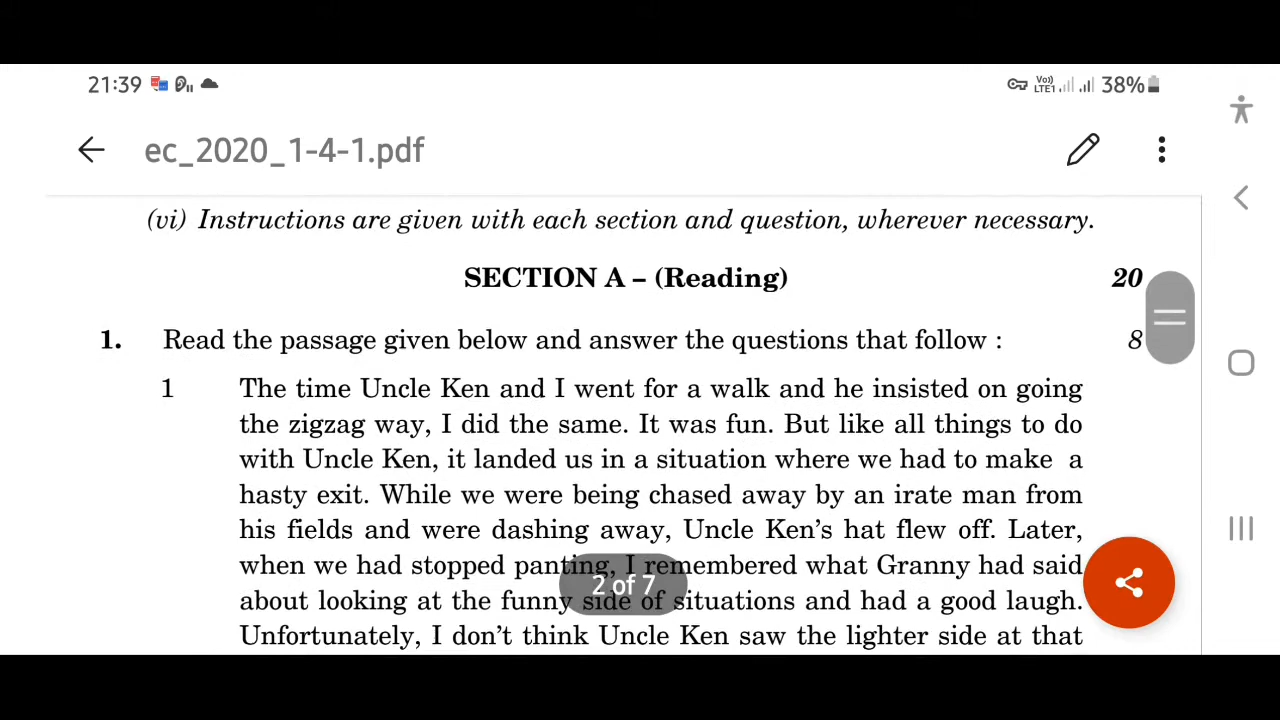 21:39 Vo)) LTE1 38%
ec_2020_1-4-1.pdf
(vi) Instructions are given with each section and question, wherever necessary.
SECTION A – (Reading) 20
1. Read the passage given below and answer the questions that follow : 8
1 The time Uncle Ken and I went for a walk and he insisted on going
the zigzag way, I did the same. It was fun. But like all things to do
with Uncle Ken, it landed us in a situation where we had to make a
hasty exit. While we were being chased away by an irate man from
his fields and were dashing away, Uncle Ken's hat flew off. Later,
when we had stopped panting, I remembered what Granny had said
2 of 7
about looking at the funny side of situations and had a good laugh.
Unfortunately, I don't think Uncle Ken saw the lighter side at that